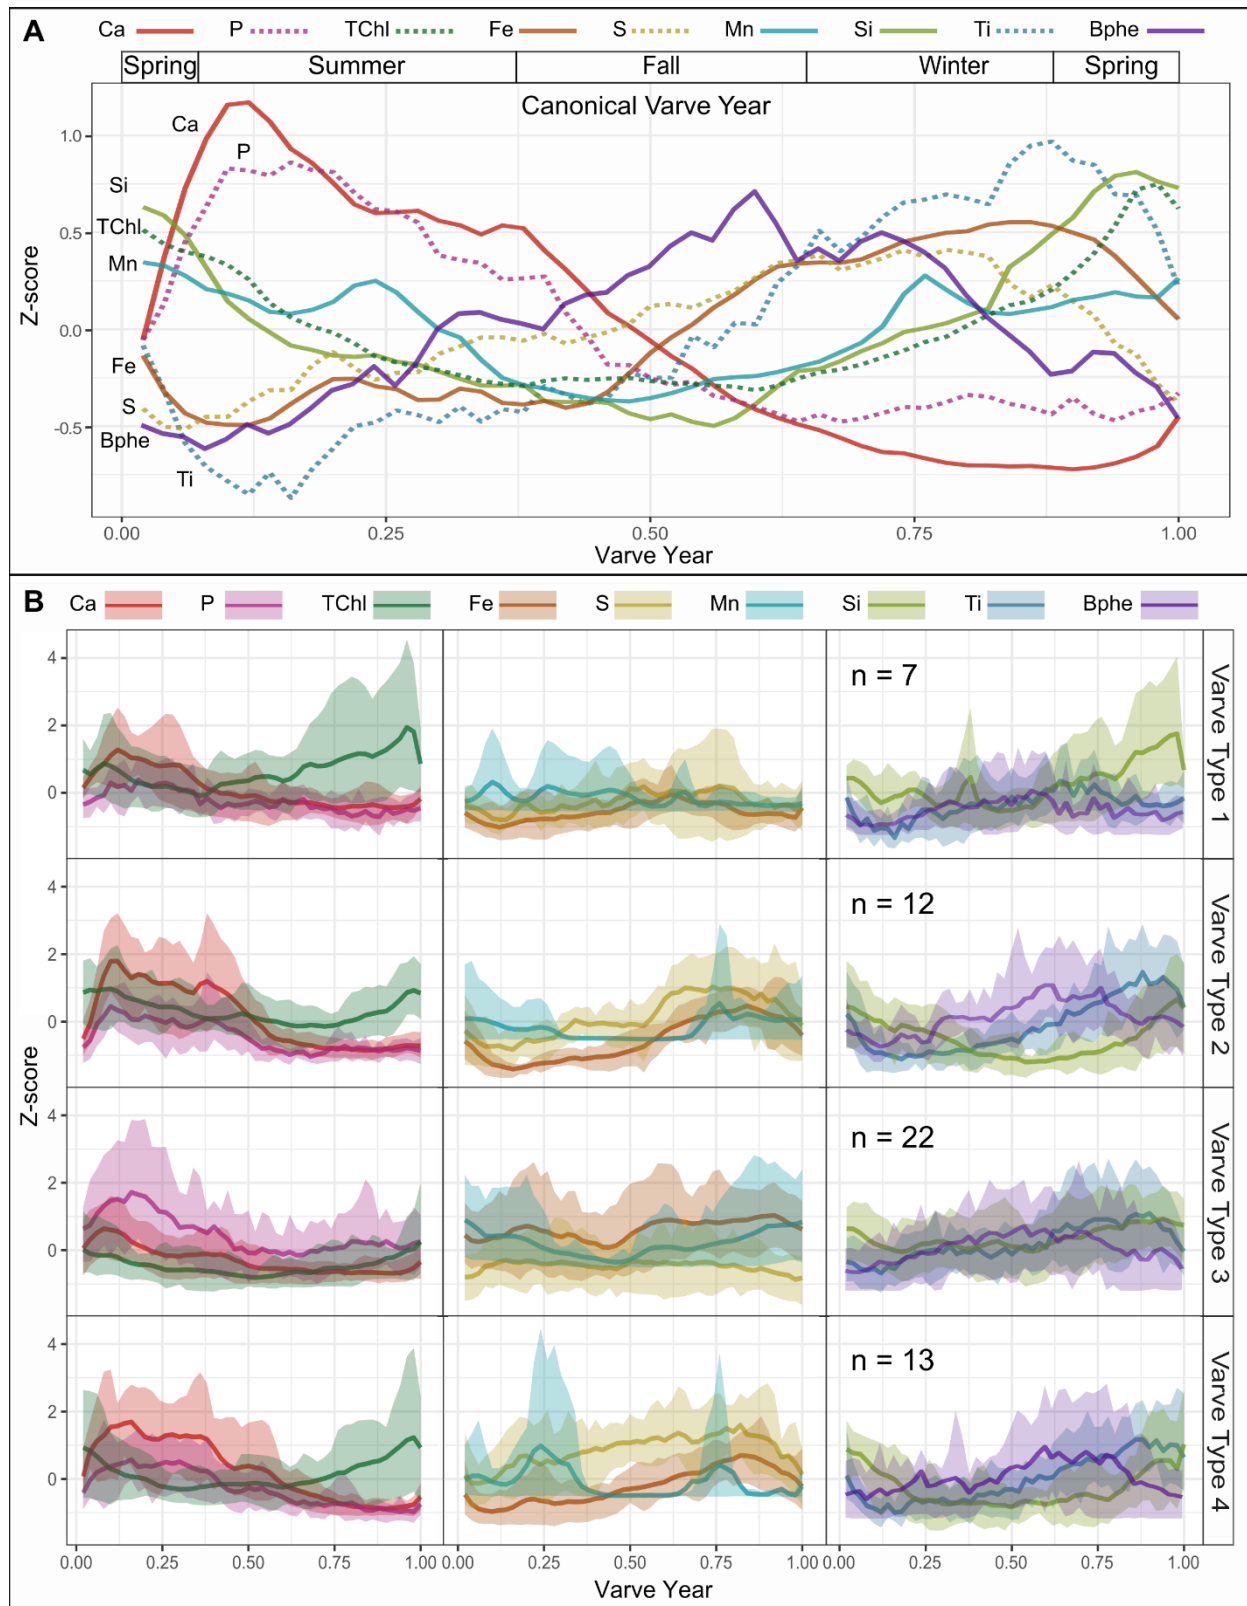 A Ca P TChl Fe S Mn Si Ti Bphe
Spring Summer Fall Winter Spring
Canonical Varve Year
Ca
P
Si
TChl
Mn
Fe
S
Bphe
Ti
Z-score
1.0
0.5
0.0
-0.5
0.00 0.25 0.50 0.75 1.00
Varve Year
B Ca P TChl Fe S Mn Si Ti Bphe
Z-score
4
2
0
n = 7
Varve Type 1
4
2
0
n = 12
Varve Type 2
4
2
0
n = 22
Varve Type 3
4
2
0
n = 13
Varve Type 4
0.00 0.25 0.50 0.75 1.00 0.00 0.25 0.50 0.75 1.00 0.00 0.25 0.50 0.75 1.00
Varve Year